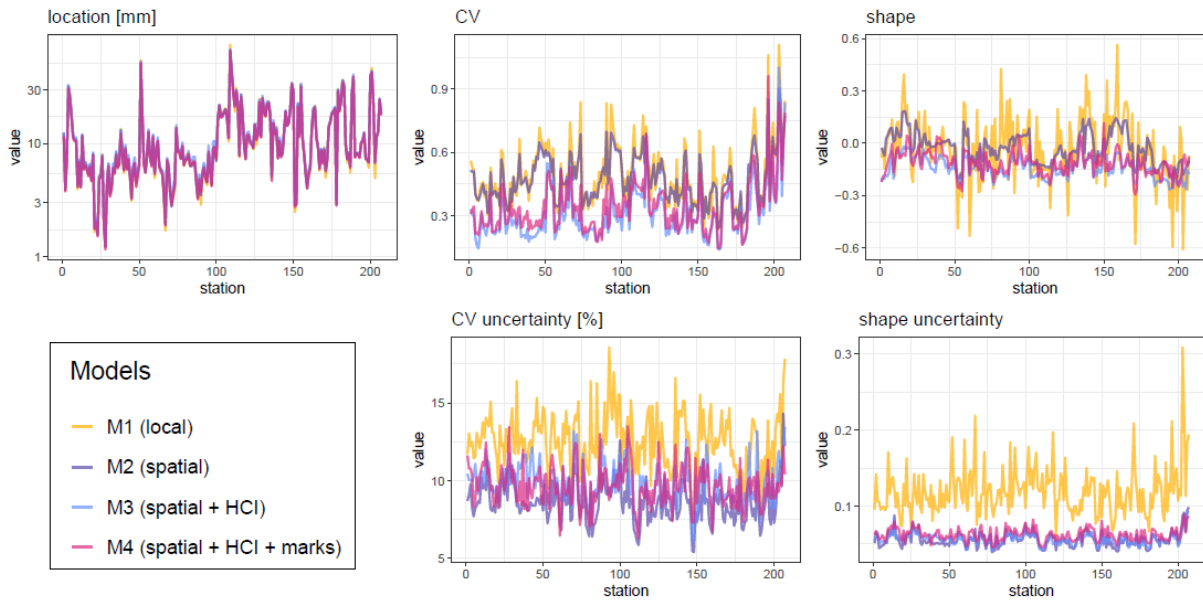 location [mm]
CV
shape
30
10
3
1
value
0
50
100
150
200
station
0.9
0.6
0.3
value
0
50
100
150
200
station
0.6
0.3
0.0
−0.3
−0.6
value
0
50
100
150
200
station
CV uncertainty [%]
shape uncertainty
Models
M1 (local)
M2 (spatial)
M3 (spatial + HCI)
M4 (spatial + HCI + marks)
15
10
5
value
0
50
100
150
200
station
0.3
0.2
0.1
value
0
50
100
150
200
station